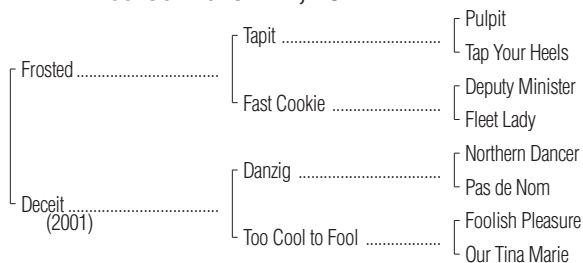 Pulpit
Tapit
Tap Your Heels
Frosted
Deputy Minister
Fast Cookie
Fleet Lady
Northern Dancer
Danzig
Pas de Nom
Deceit
(2001)
Foolish Pleasure
Too Cool to Fool
Our Tina Marie